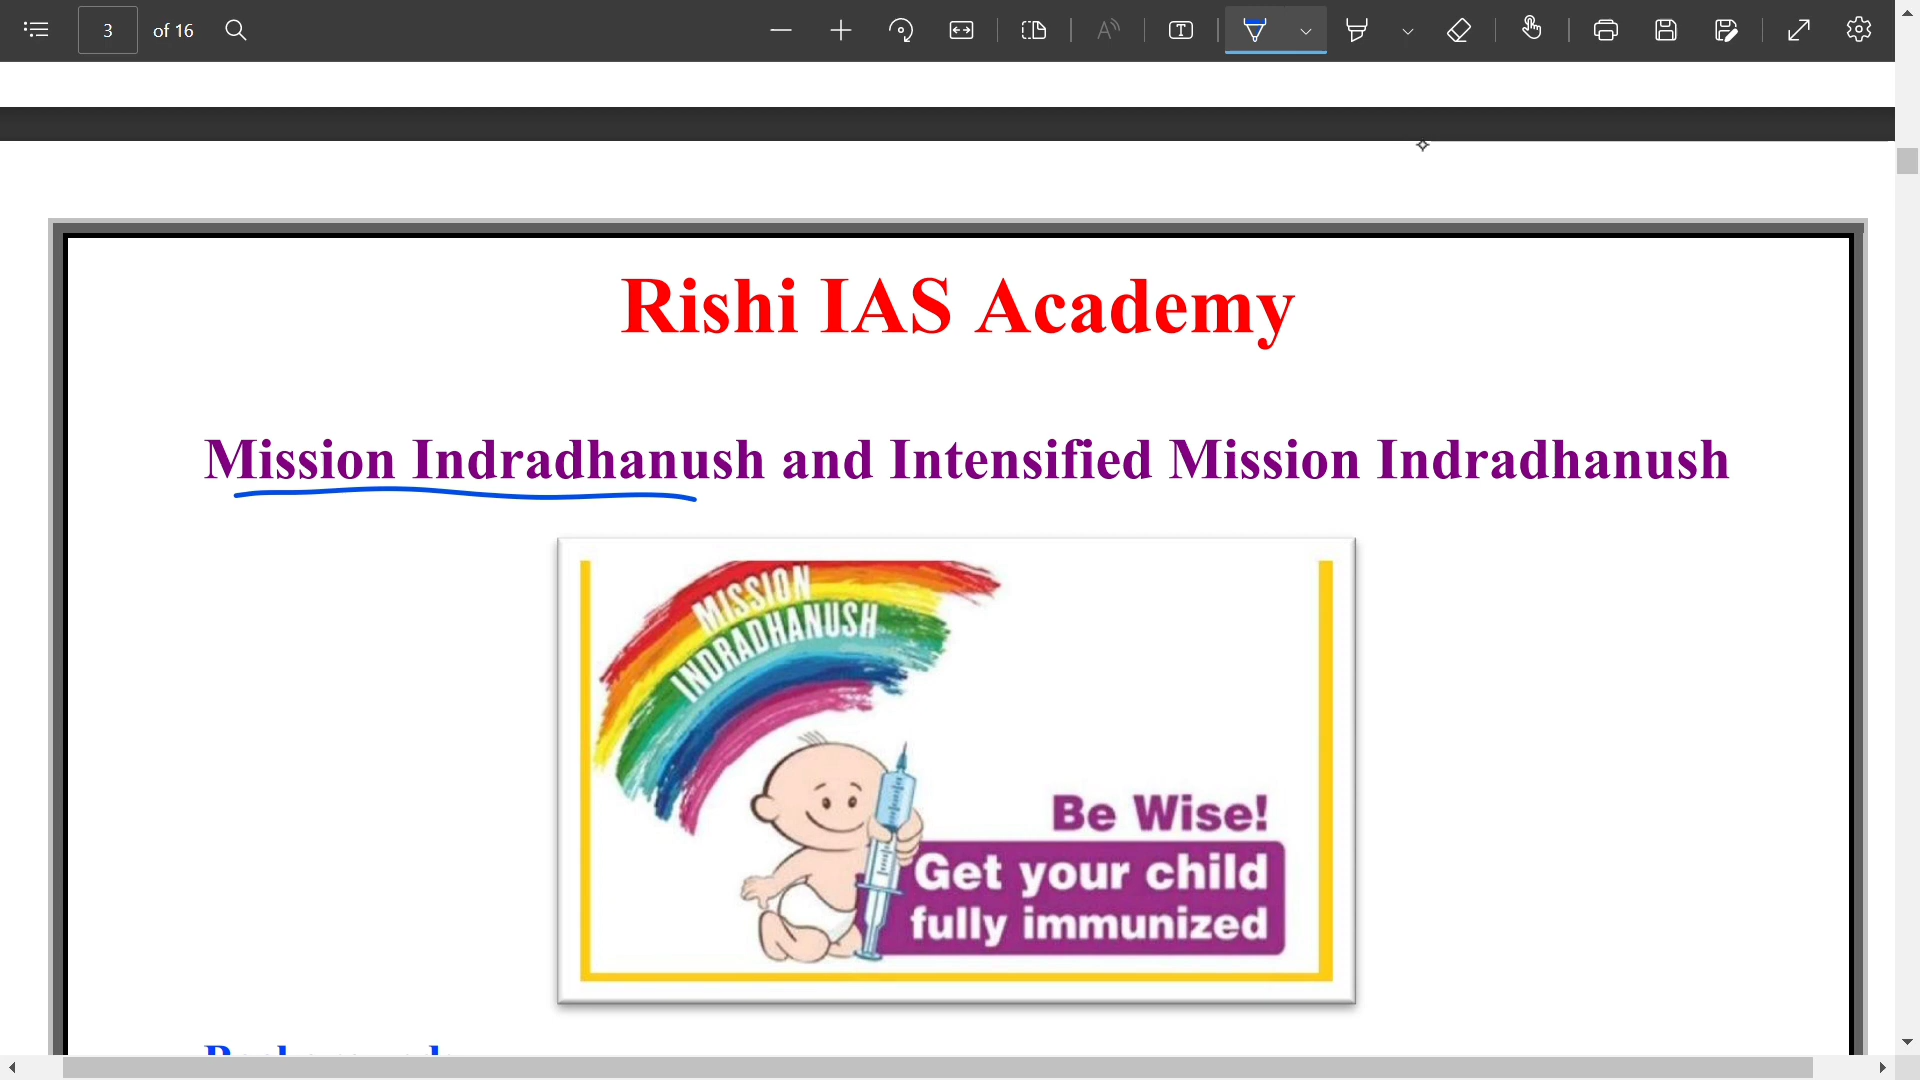 3 of 16
Rishi IAS Academy
Mission Indradhanush and Intensified Mission Indradhanush
MISSION
INDRADHANUSH
Be Wise!
Get your child
fully immunized